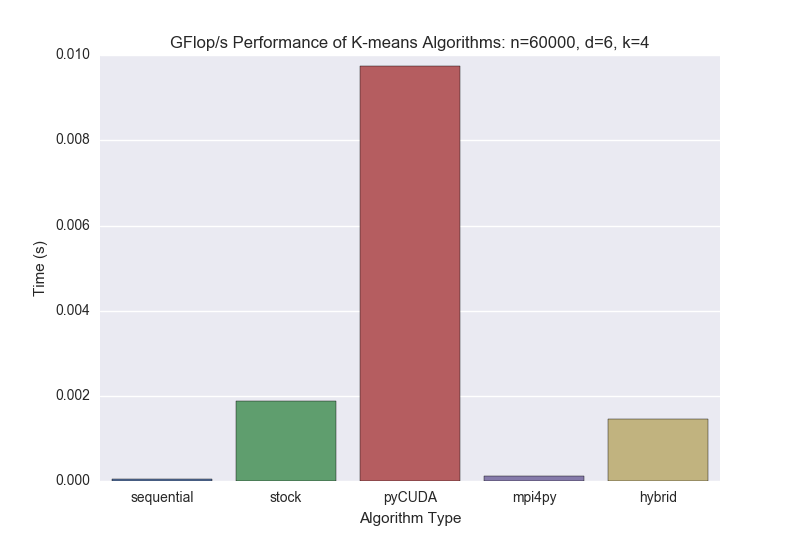 GFlop/s Performance of K-means Algorithms: n=60000, d=6, k=4
0.010
0.008
0.006
0.004
0.002
0.000
Time (s)
sequential stock pyCUDA mpi4py hybrid
Algorithm Type